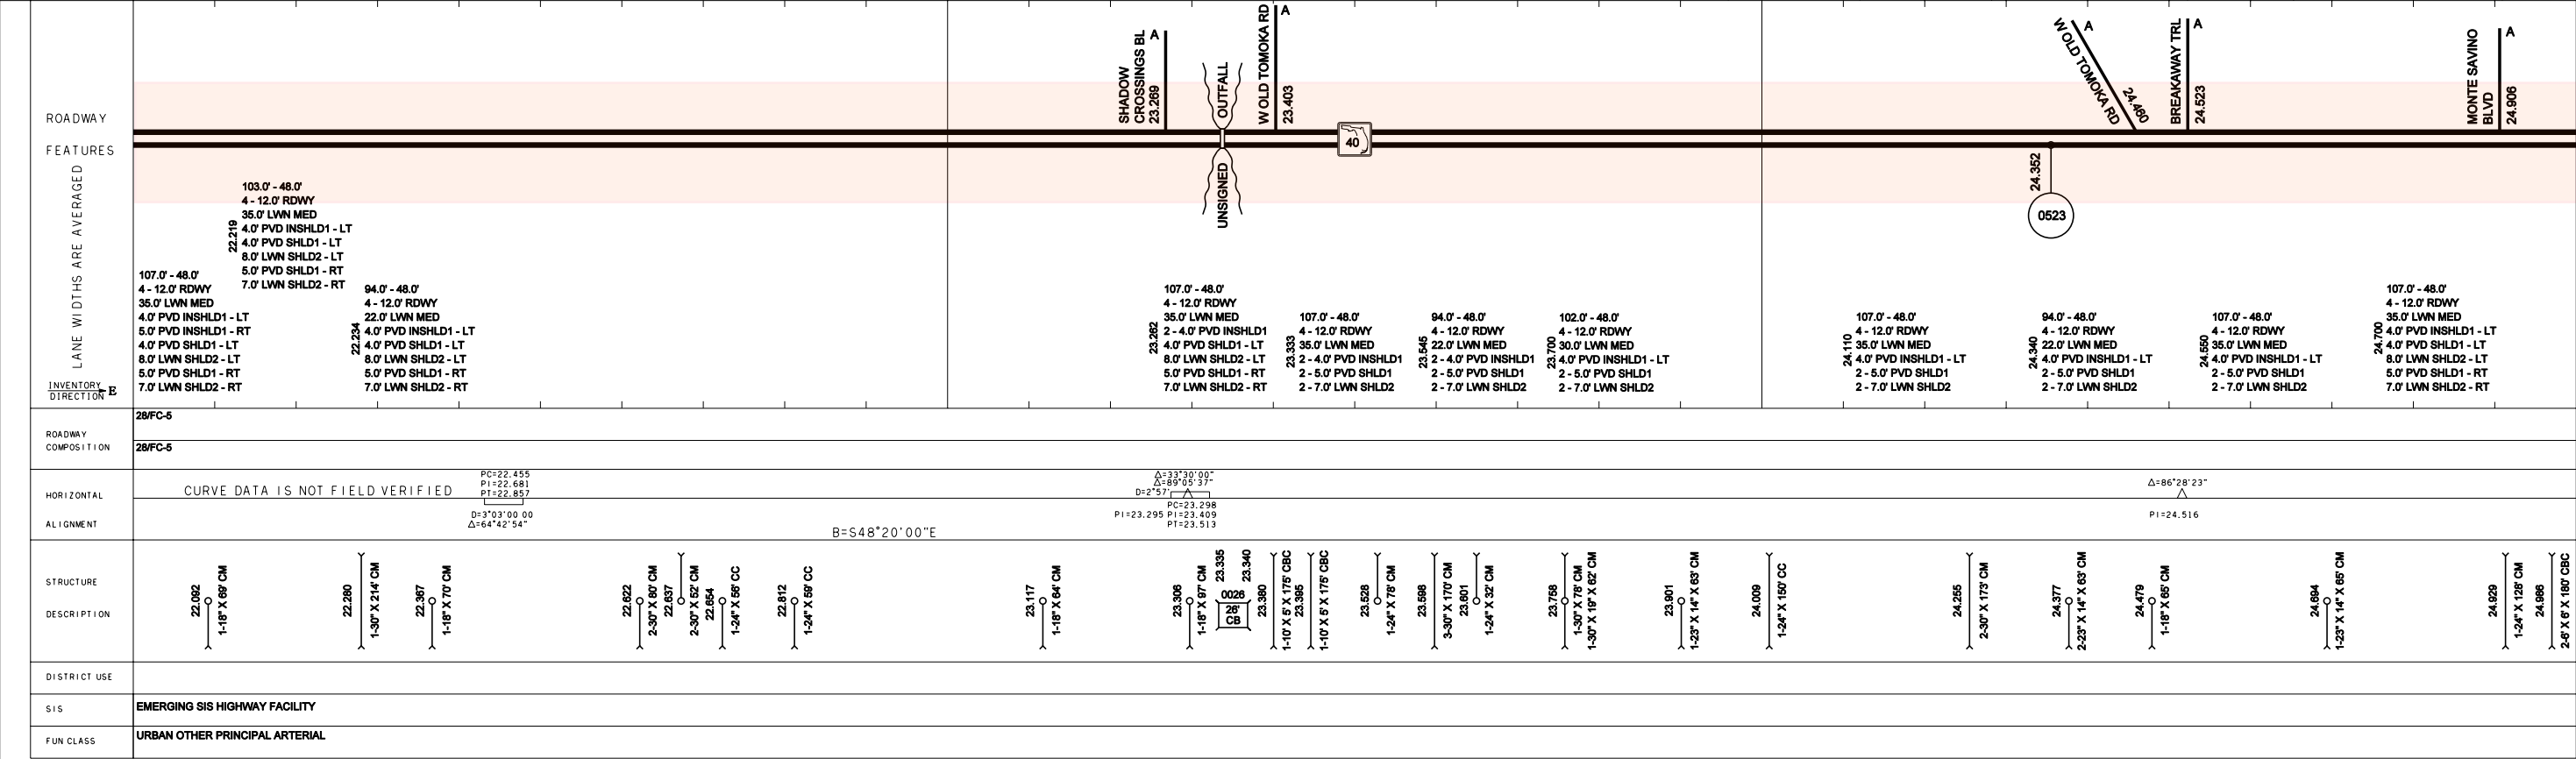 ROADWAY
FEATURES
LANE WIDTHS ARE AVERAGED
INVENTORY
DIRECTION E
SHADOW
CROSSINGS BL
23.269
A
OUTFALL
UNSIGNED
W OLD TOMOKA RD
23.403
A
40
W OLD TOMOKA RD
24.460
A
BREAKAWAY TRL
24.523
A
MONTE SAVINO
BLVD
24.906
A
24.352
0523
107.0' - 48.0'
4 - 12.0' RDWY
35.0' LWN MED
4.0' PVD INSHLD1 - LT
5.0' PVD INSHLD1 - RT
4.0' PVD SHLD1 - LT
8.0' LWN SHLD2 - LT
5.0' PVD SHLD1 - RT
7.0' LWN SHLD2 - RT
22.219
103.0' - 48.0'
4 - 12.0' RDWY
35.0' LWN MED
4.0' PVD INSHLD1 - LT
4.0' PVD SHLD1 - LT
8.0' LWN SHLD2 - LT
5.0' PVD SHLD1 - RT
7.0' LWN SHLD2 - RT
22.234
94.0' - 48.0'
4 - 12.0' RDWY
22.0' LWN MED
4.0' PVD INSHLD1 - LT
4.0' PVD SHLD1 - LT
8.0' LWN SHLD2 - LT
5.0' PVD SHLD1 - RT
7.0' LWN SHLD2 - RT
23.262
107.0' - 48.0'
4 - 12.0' RDWY
35.0' LWN MED
2 - 4.0' PVD INSHLD1
4.0' PVD SHLD1 - LT
8.0' LWN SHLD2 - LT
5.0' PVD SHLD1 - RT
7.0' LWN SHLD2 - RT
23.333
107.0' - 48.0'
4 - 12.0' RDWY
35.0' LWN MED
2 - 4.0' PVD INSHLD1
2 - 5.0' PVD SHLD1
2 - 7.0' LWN SHLD2
23.545
94.0' - 48.0'
4 - 12.0' RDWY
22.0' LWN MED
2 - 4.0' PVD INSHLD1
2 - 5.0' PVD SHLD1
2 - 7.0' LWN SHLD2
23.700
102.0' - 48.0'
4 - 12.0' RDWY
30.0' LWN MED
4.0' PVD INSHLD1 - LT
2 - 5.0' PVD SHLD1
2 - 7.0' LWN SHLD2
24.110
107.0' - 48.0'
4 - 12.0' RDWY
35.0' LWN MED
4.0' PVD INSHLD1 - LT
2 - 5.0' PVD SHLD1
2 - 7.0' LWN SHLD2
24.340
94.0' - 48.0'
4 - 12.0' RDWY
22.0' LWN MED
4.0' PVD INSHLD1 - LT
2 - 5.0' PVD SHLD1
2 - 7.0' LWN SHLD2
24.550
107.0' - 48.0'
4 - 12.0' RDWY
35.0' LWN MED
4.0' PVD INSHLD1 - LT
2 - 5.0' PVD SHLD1
2 - 7.0' LWN SHLD2
24.700
107.0' - 48.0'
4 - 12.0' RDWY
35.0' LWN MED
4.0' PVD INSHLD1 - LT
4.0' PVD SHLD1 - LT
8.0' LWN SHLD2 - LT
5.0' PVD SHLD1 - RT
7.0' LWN SHLD2 - RT
ROADWAY
COMPOSITION
28/FC-5
28/FC-5
HORIZONTAL
ALIGNMENT
CURVE DATA IS NOT FIELD VERIFIED
PC=22.455
PI=22.681
PT=22.857
D=3°03'00 00
Δ=64°42'54"
B=S48°20'00"E
Δ=33°30'00"
Δ=89°05'37"
D=2°57'
PC=23.298
PI=23.295 PI=23.409
PT=23.513
Δ=86°28'23"
PI=24.516
STRUCTURE
DESCRIPTION
22.092
1-18" X 69' CM
22.280
1-30" X 214' CM
22.367
1-18" X 70' CM
22.622
2-30" X 80' CM
22.637
2-30" X 52' CM
22.654
1-24" X 56' CC
22.812
1-24" X 59' CC
23.117
1-18" X 64' CM
23.306
1-18" X 97' CM
23.335
23.340
0026
26'
CB
23.380
1-10' X 5' X 175' CBC
23.395
1-10' X 5' X 175' CBC
23.528
1-24" X 78' CM
23.598
3-30" X 170' CM
23.601
1-24" X 32' CM
23.758
1-30" X 78' CM
1-30" X 19" X 62' CM
23.901
1-23" X 14" X 63' CM
24.009
1-24" X 150' CC
24.255
2-30" X 173' CM
24.377
2-23" X 14" X 63' CM
24.479
1-18" X 65' CM
24.694
1-23" X 14" X 65' CM
24.929
1-24" X 128' CM
24.986
2-6' X 6' X 180' CBC
DISTRICT USE
SIS
EMERGING SIS HIGHWAY FACILITY
FUN CLASS
URBAN OTHER PRINCIPAL ARTERIAL